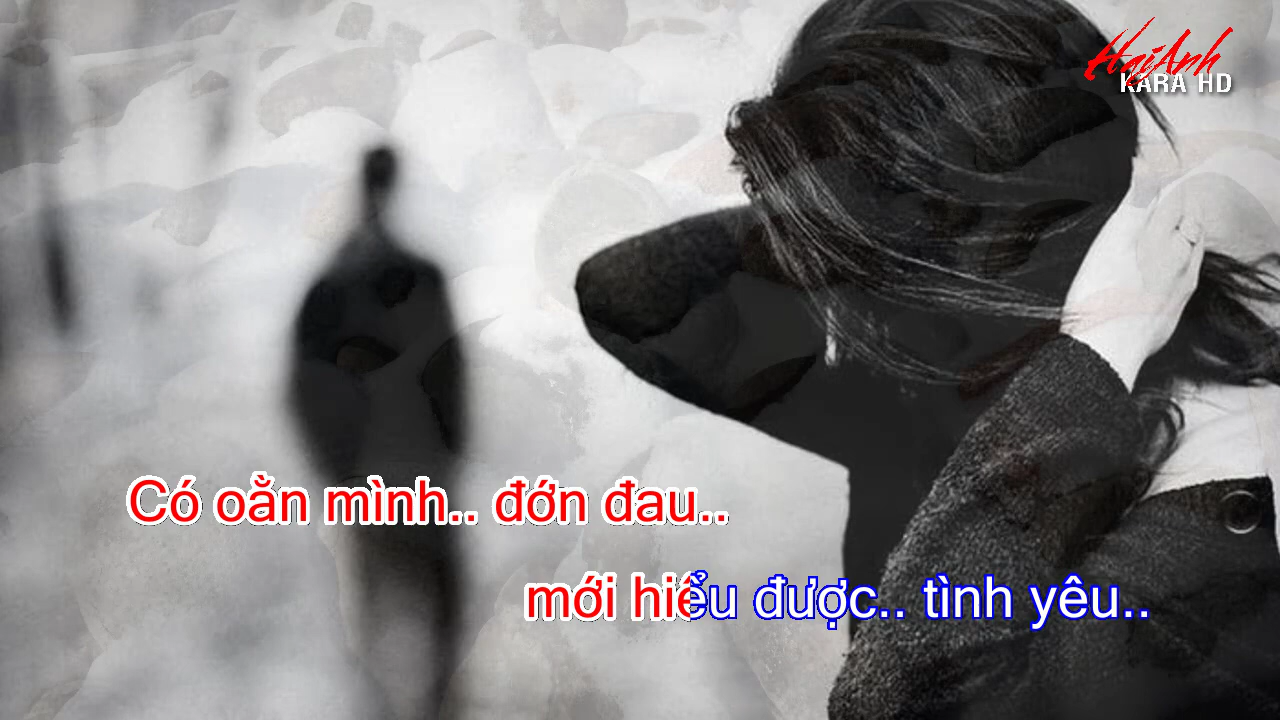 HaiAnh
KARA HD
Có oằn mình.. đớn đau..
mới hiểu được.. tình yêu..